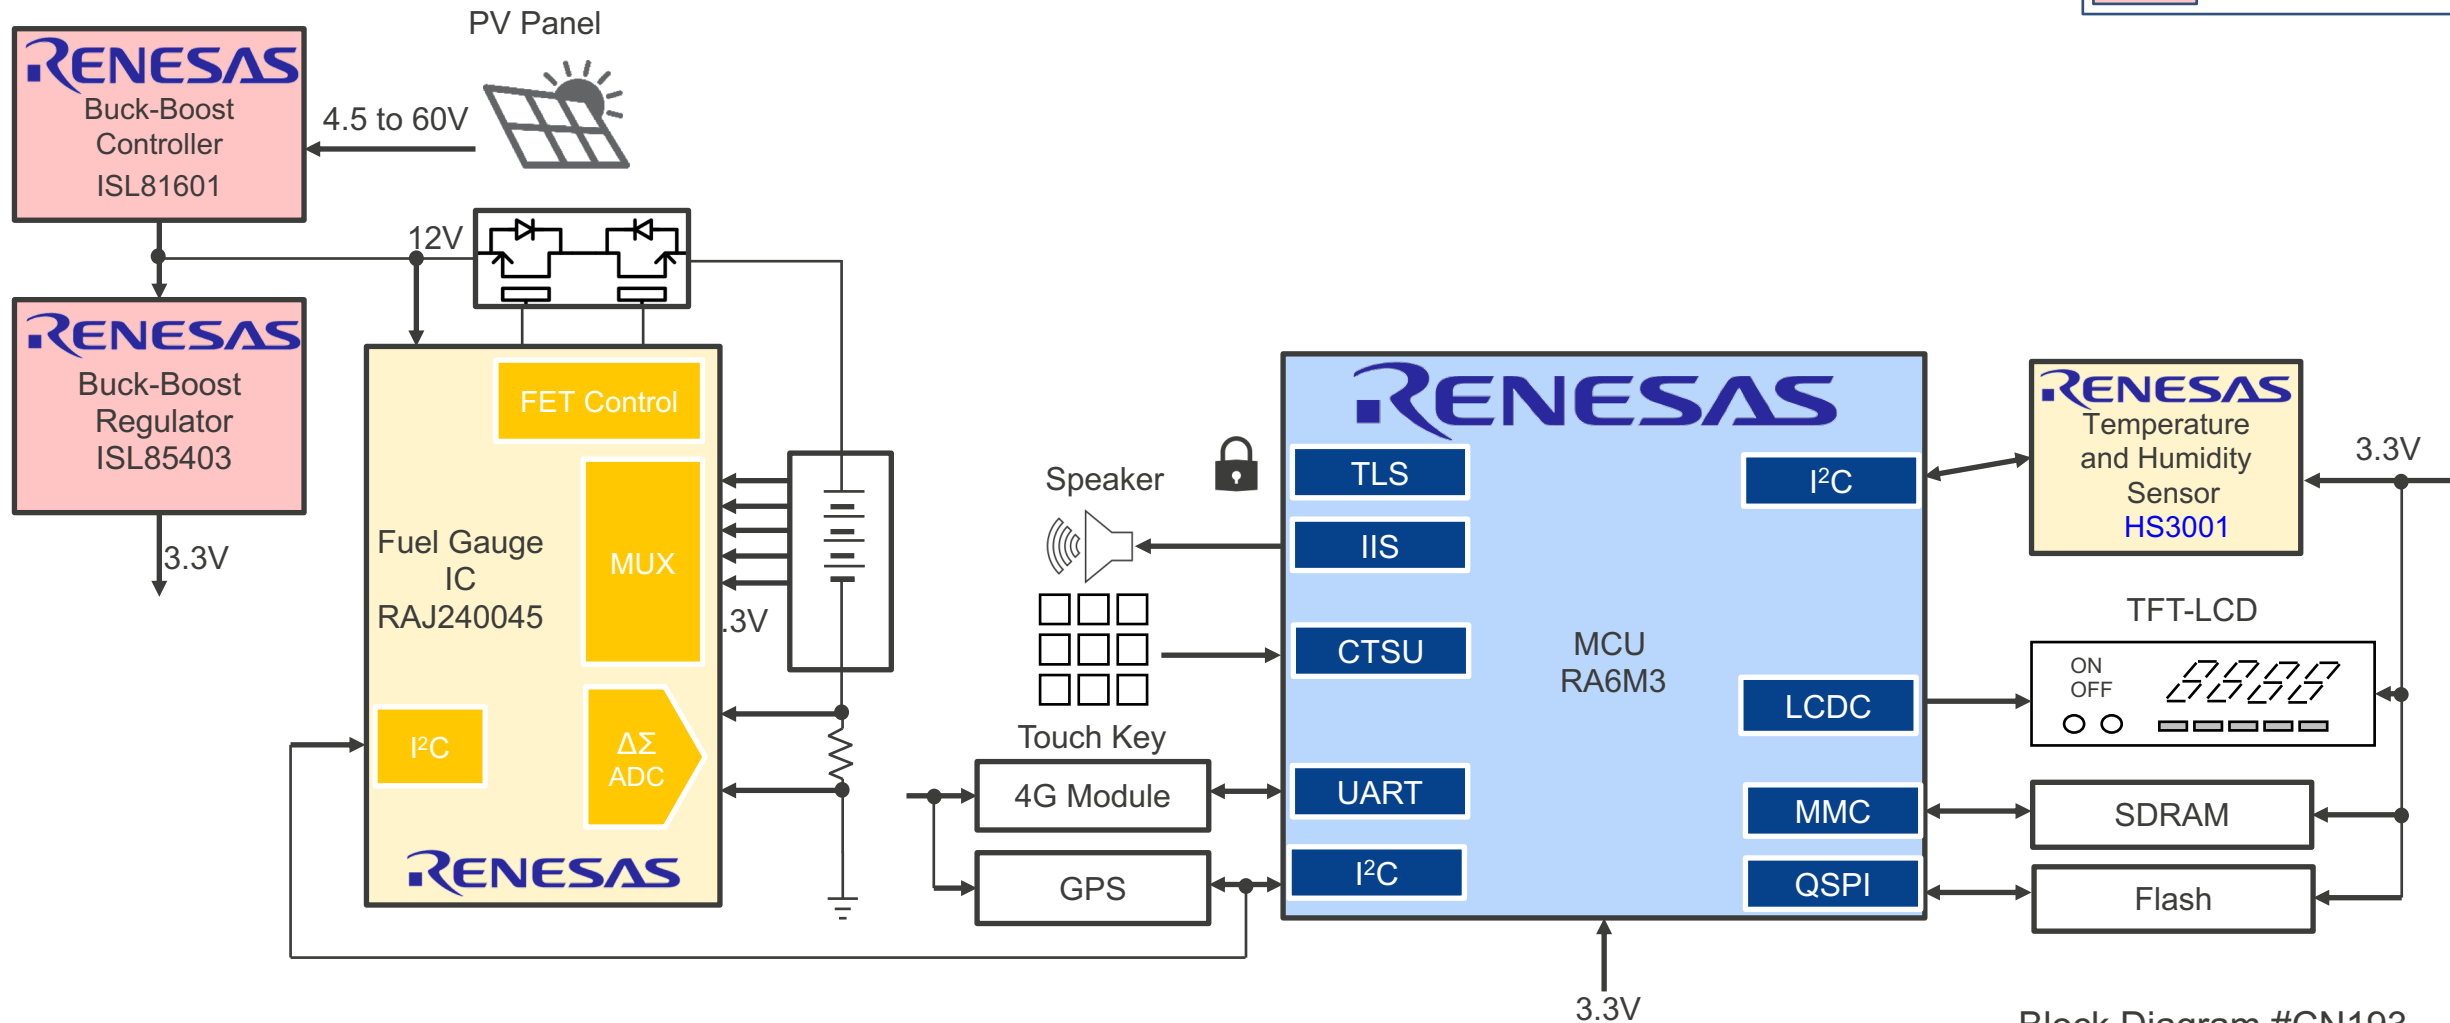 PV Panel
RENESAS
Buck-Boost
Controller
ISL81601
4.5 to 60V
12V
RENESAS
Buck-Boost
Regulator
ISL85403
3.3V
FET Control
MUX
Fuel Gauge
IC
RAJ240045
.3V
I²C
ΔΣ
ADC
RENESAS
Speaker
Touch Key
4G Module
GPS
RENESAS
TLS
IIS
CTSU
UART
I²C
MCU
RA6M3
I²C
LCDC
MMC
QSPI
3.3V
RENESAS
Temperature
and Humidity
Sensor
HS3001
3.3V
TFT-LCD
ON
OFF
SDRAM
Flash
Block Diagram #CN193